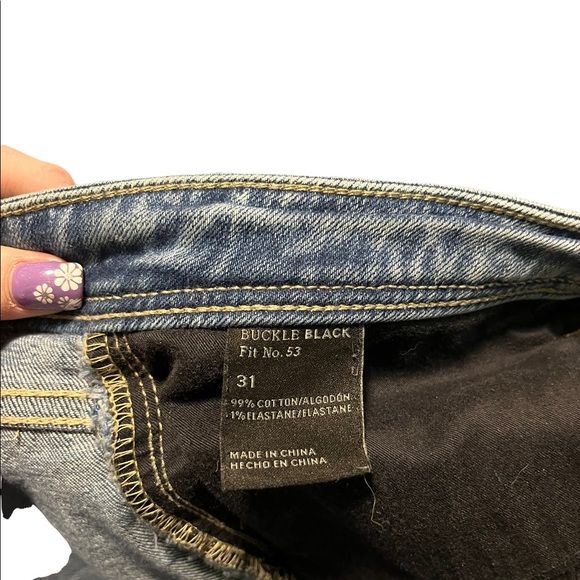 BUCKLE BLACK
Fit No. 53
31
99% COTTON/ALGODÓN
1% ELASTANE/ELASTANE
MADE IN CHINA
HECHO EN CHINA